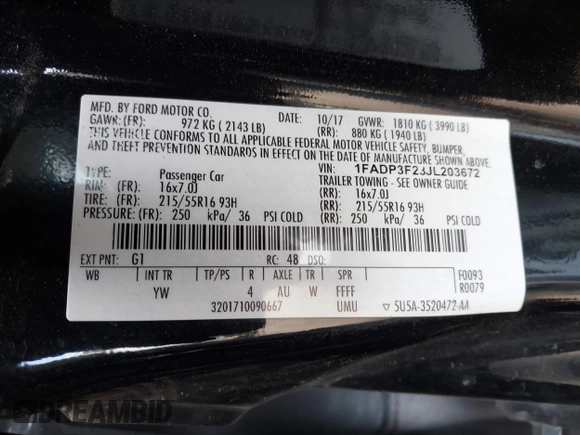 MFD. BY FORD MOTOR CO. DATE: 10/17 GVWR: 1810 KG ( 3990 LB)
GAWR: (FR): 972 KG ( 2143 LB) (RR): 880 KG ( 1940 LB)
THIS VEHICLE CONFORMS TO ALL APPLICABLE FEDERAL MOTOR VEHICLE SAFETY, BUMPER,
AND THEFT PREVENTION STANDARDS IN EFFECT ON THE DATE OF MANUFACTURE SHOWN ABOVE.
VIN: 1FADP3F23JL203672
TYPE: Passenger Car TRAILER TOWING - SEE OWNER GUIDE
RIM: (FR): 16x7.0J (RR): 16x7.0J
TIRE: (FR): 215/55R16 93H (RR): 215/55R16 93H
PRESSURE: (FR): 250 kPa/ 36 PSI COLD (RR): 250 kPa/ 36 PSI COLD
EXT PNT: G1 RC: 48 DSO:
WB INT TR TP/PS R AXLE TR SPR F0093
YW 4 AU W FFFF R0079
3201710090667 UMU ▽ 5U5A-3520472-AA
DREAMBID